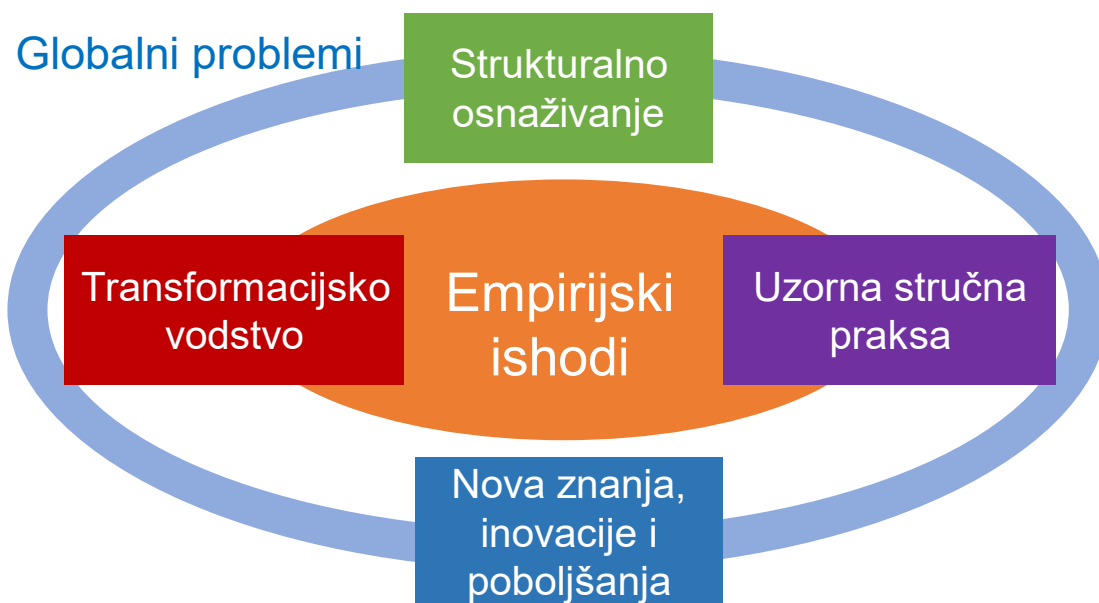 Globalni problemi
Strukturalno
osnaživanje
Transformacijsko
vodstvo
Empirijski
ishodi
Uzorna stručna
praksa
Nova znanja,
inovacije i
poboljšanja